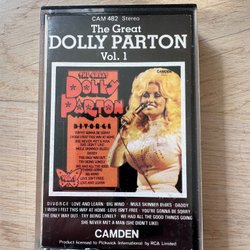 CAM 482 Stereo
The Great
DOLLY PARTON
Vol. 1
CAMDEN
THE GREAT
DOLLY
PARTON
DIVORCE
DIVORCE · LOVE AND LEARN · BIG WIND · MULE SKINNER BLUES · DADDY
I WISH I FELT THIS WAY AT HOME · LOVE ISN'T FREE · YOU'RE GONNA BE SORRY
THE ONLY WAY OUT · TRY BEING LONELY · WE HAD ALL THE GOOD THINGS GOING
SHE NEVER MET A MAN (SHE DIDN'T LIKE)
CAMDEN
Product licensed to Pickwick International by RCA Limited